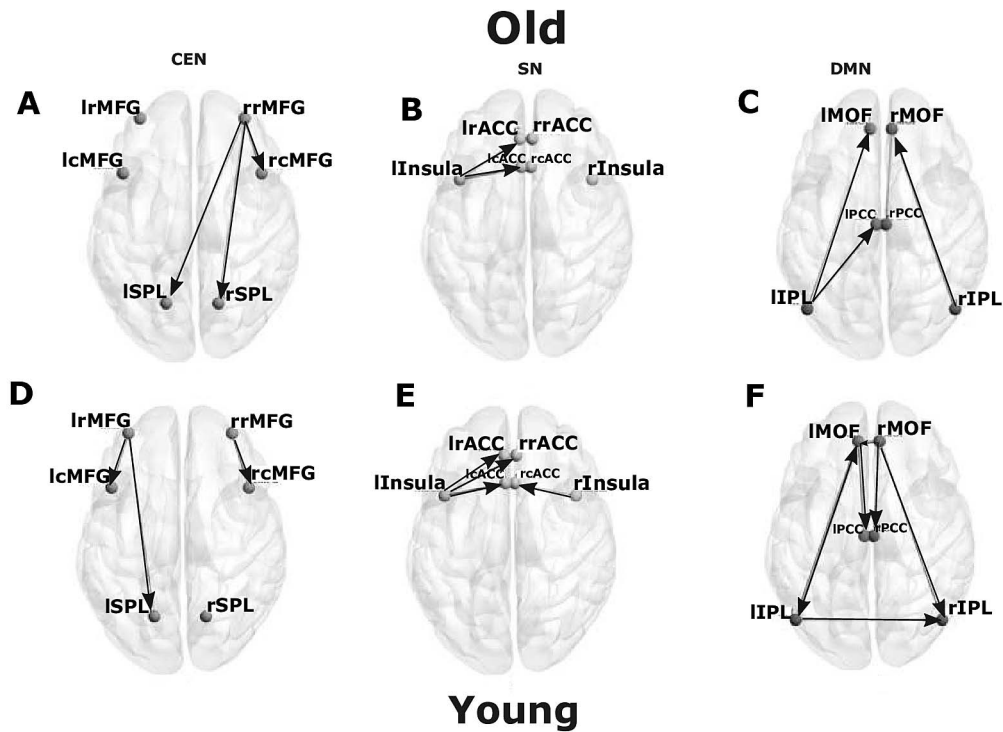 Old
CEN
SN
DMN
A
lrMFG
rrMFG
lcMFG
rcMFG
lSPL
rSPL
B
lrACC
rrACC
lcACC
rcACC
lInsula
rInsula
C
lMOF
rMOF
lPCC
rPCC
lIPL
rIPL
D
lrMFG
rrMFG
lcMFG
rcMFG
lSPL
rSPL
E
lrACC
rrACC
lcACC
rcACC
lInsula
rInsula
F
lMOF
rMOF
lPCC
rPCC
lIPL
rIPL
Young